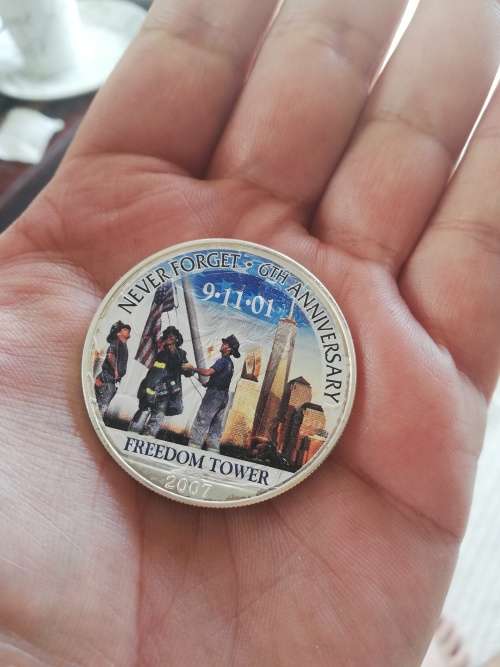 NEVER FORGET • 6TH ANNIVERSARY
9•11•01
FREEDOM TOWER
2007